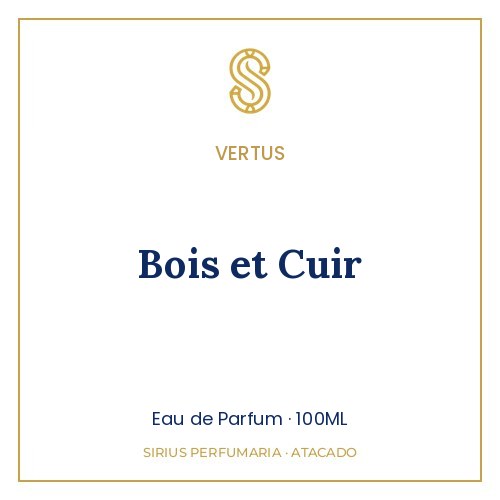 VERTUS
Bois et Cuir
Eau de Parfum · 100ML
SIRIUS PERFUMARIA · ATACADO